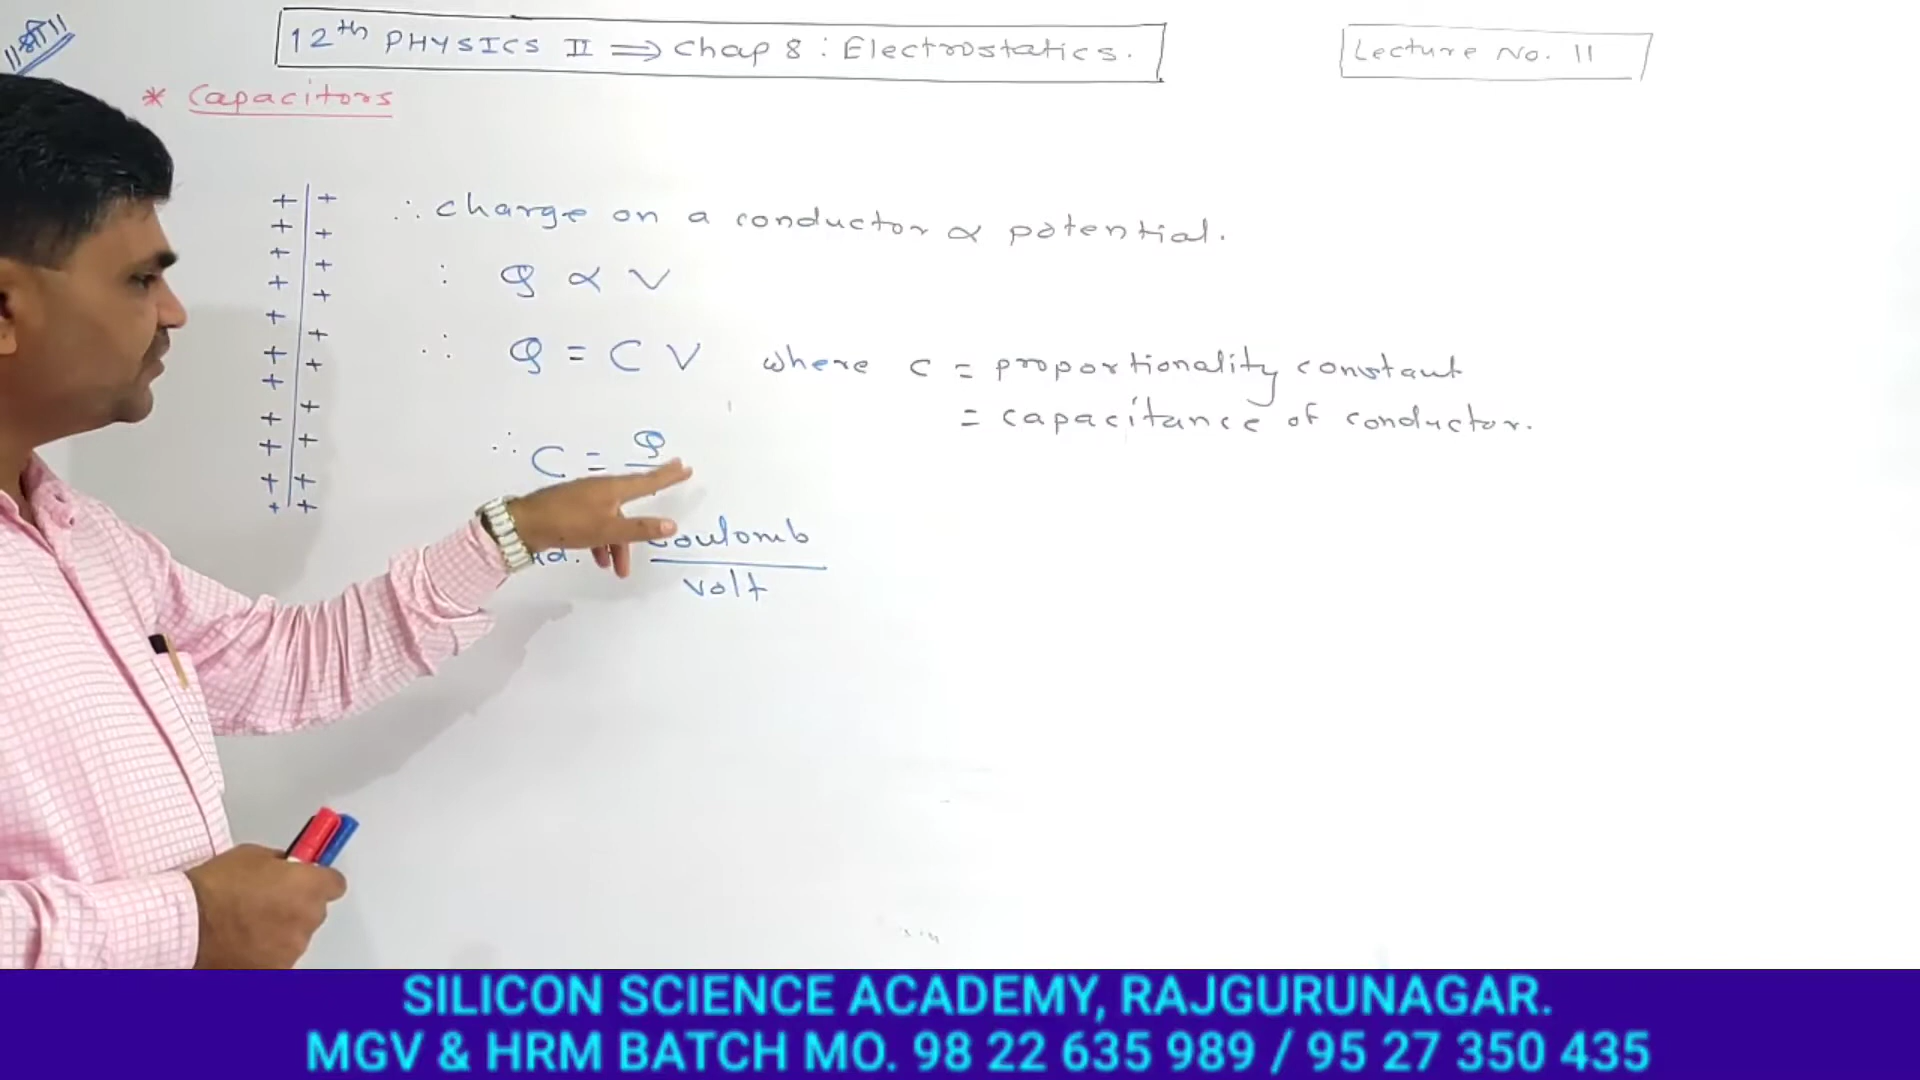 ॥श्री॥
12th PHYSICS II ⇒ Chap 8 : Electrostatics.
Lecture No. 11
* Capacitors
∴ charge on a conductor ∝ potential.
∴ Q ∝ V
∴ Q = C V where C = proportionality constant
= capacitance of conductor.
∴ C = Q
coulomb
volt
SILICON SCIENCE ACADEMY, RAJGURUNAGAR.
MGV & HRM BATCH MO. 98 22 635 989 / 95 27 350 435